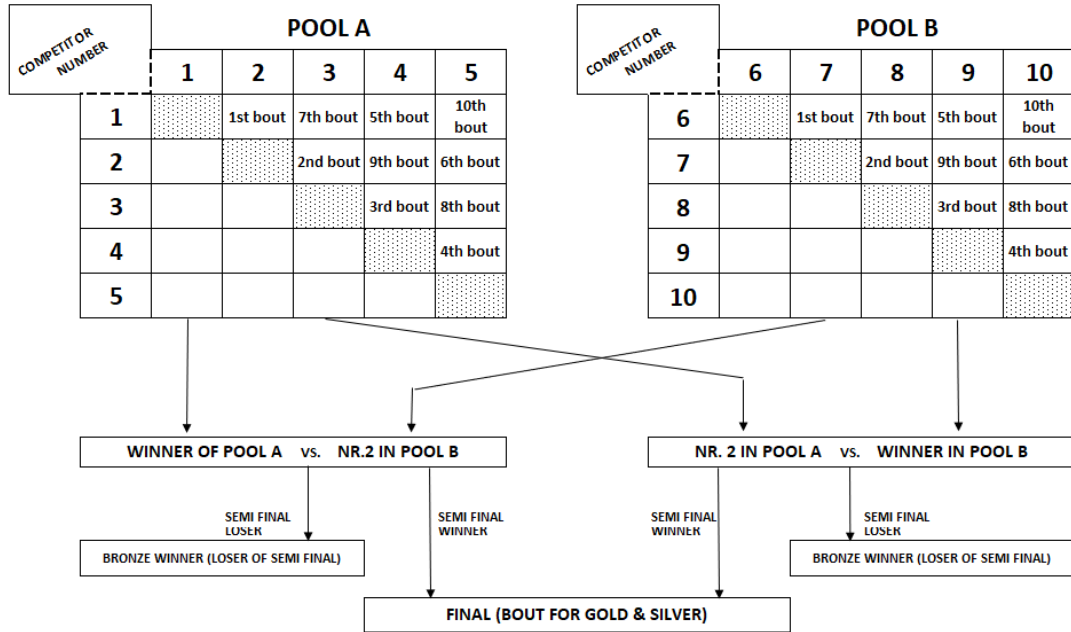 POOL A
POOL B
COMPETITOR
NUMBER
1 2 3 4 5
1 1st bout 7th bout 5th bout 10th
bout
2 2nd bout 9th bout 6th bout
3 3rd bout 8th bout
4 4th bout
5
COMPETITOR
NUMBER
6 7 8 9 10
6 1st bout 7th bout 5th bout 10th
bout
7 2nd bout 9th bout 6th bout
8 3rd bout 8th bout
9 4th bout
10
WINNER OF POOL A VS. NR.2 IN POOL B
NR. 2 IN POOL A VS. WINNER IN POOL B
SEMI FINAL
LOSER
SEMI FINAL
WINNER
SEMI FINAL
WINNER
SEMI FINAL
LOSER
BRONZE WINNER (LOSER OF SEMI FINAL)
BRONZE WINNER (LOSER OF SEMI FINAL)
FINAL (BOUT FOR GOLD & SILVER)